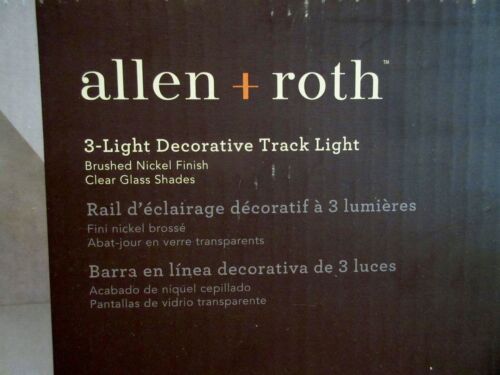 allen + roth™
3-Light Decorative Track Light
Brushed Nickel Finish
Clear Glass Shades
Rail d'éclairage décoratif à 3 lumières
Fini nickel brossé
Abat-jour en verre transparents
Barra en línea decorativa de 3 luces
Acabado de níquel cepillado
Pantallas de vidrio transparente